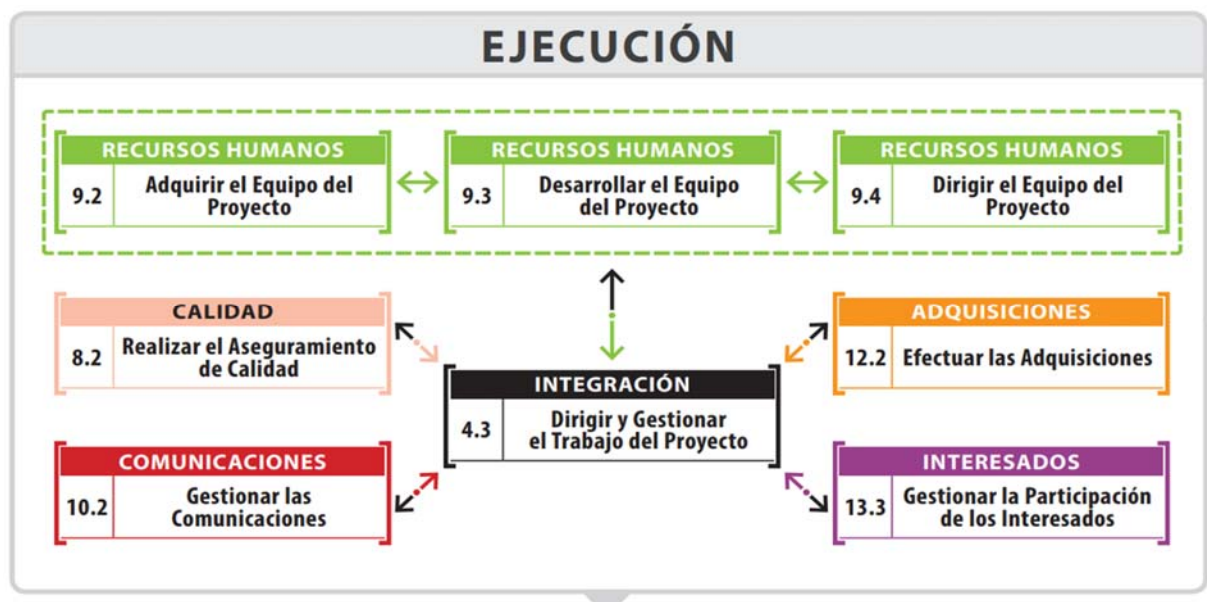 EJECUCIÓN
RECURSOS HUMANOS
9.2
Adquirir el Equipo del
Proyecto
RECURSOS HUMANOS
9.3
Desarrollar el Equipo
del Proyecto
RECURSOS HUMANOS
9.4
Dirigir el Equipo del
Proyecto
CALIDAD
8.2
Realizar el Aseguramiento
de Calidad
ADQUISICIONES
12.2
Efectuar las Adquisiciones
INTEGRACIÓN
4.3
Dirigir y Gestionar
el Trabajo del Proyecto
COMUNICACIONES
10.2
Gestionar las
Comunicaciones
INTERESADOS
13.3
Gestionar la Participación
de los Interesados